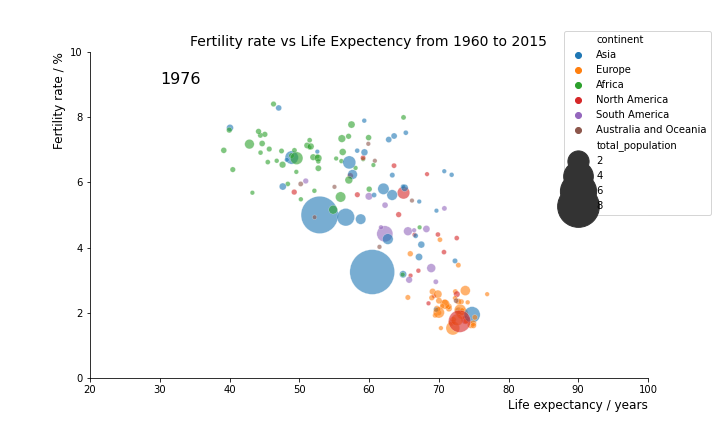 Fertility rate vs Life Expectency from 1960 to 2015
Fertility rate / %
1976
10
8
6
4
2
0
20
30
40
50
60
70
80
90
100
Life expectancy / years
continent
Asia
Europe
Africa
North America
South America
Australia and Oceania
total_population
2
4
6
8